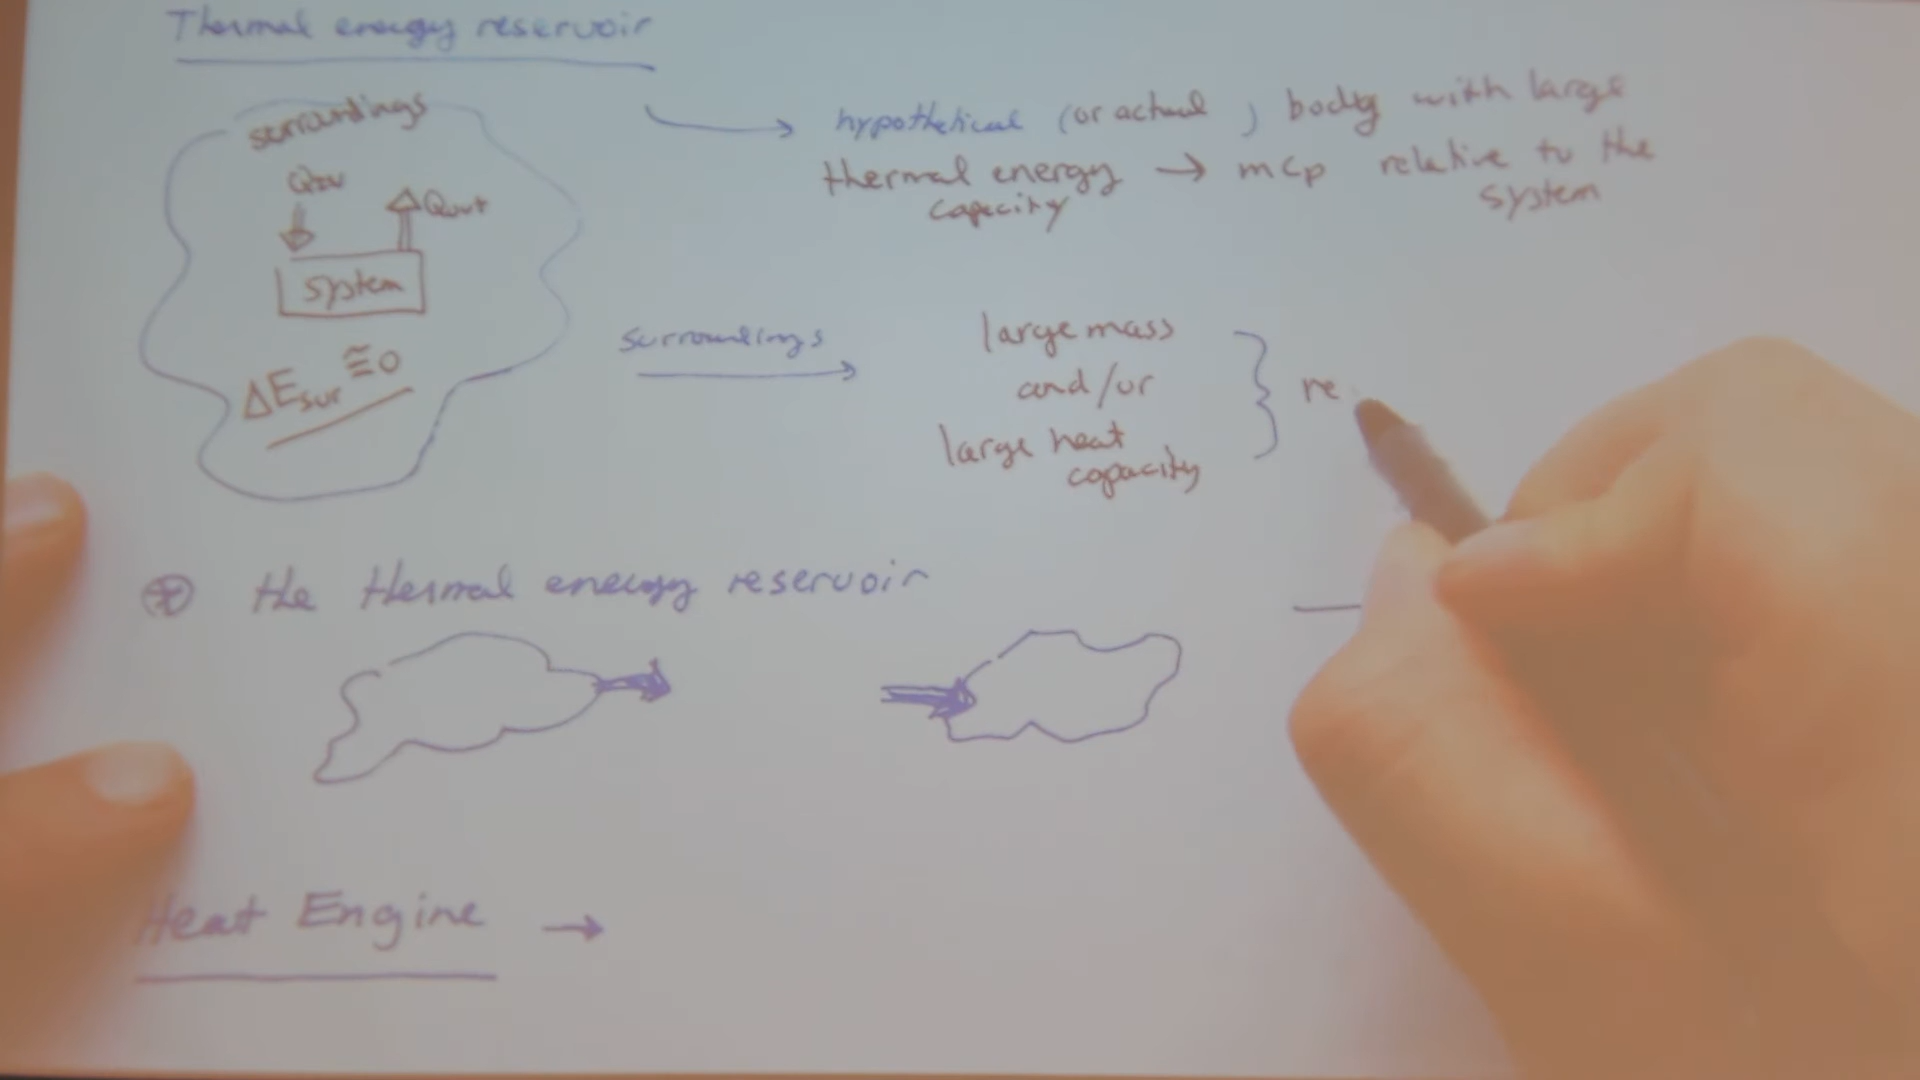 Thermal energy reservoir
surroundings
Qin
Qout
system
ΔEsur ≅ 0
hypothetical (or actual) body with large
thermal energy → mcp relative to the
capacity
system
surroundings
large mass
and/or
large heat
capacity
re
the thermal energy reservoir
Heat Engine →